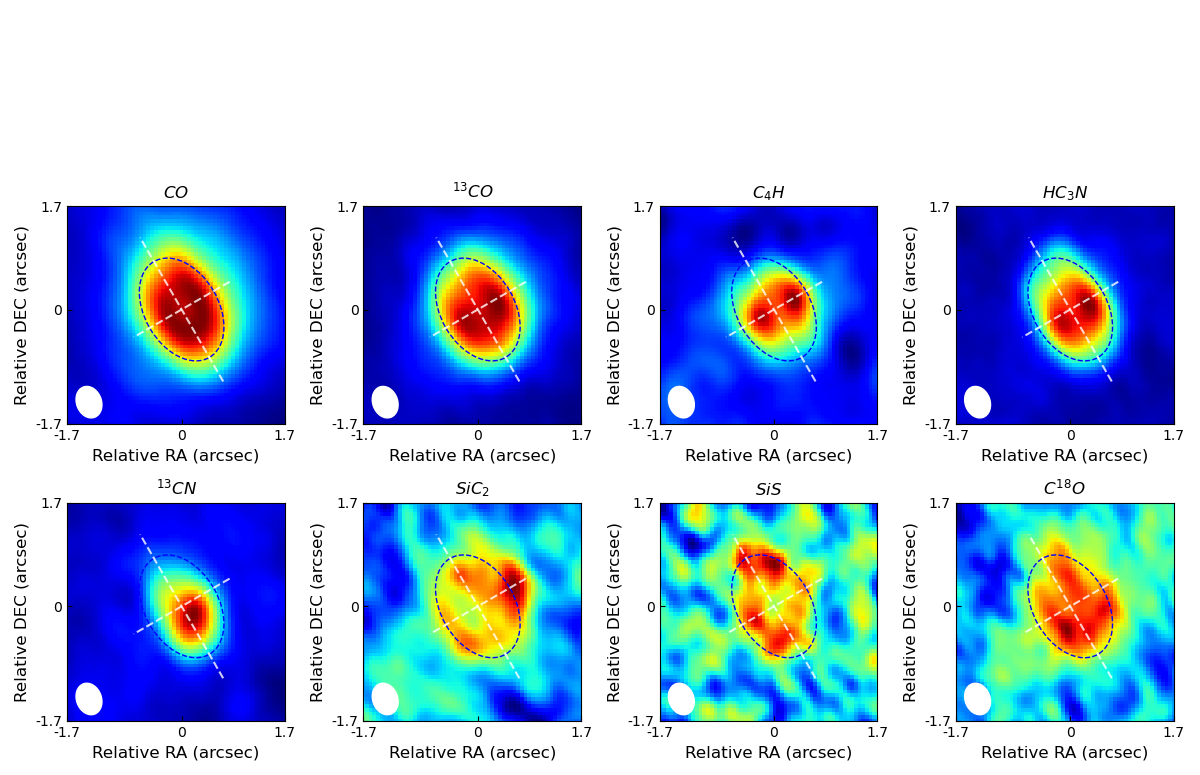 CO
¹³CO
C₄H
HC₃N
1.7
0
-1.7
Relative DEC (arcsec)
-1.7 0 1.7
Relative RA (arcsec)
1.7
0
-1.7
Relative DEC (arcsec)
-1.7 0 1.7
Relative RA (arcsec)
1.7
0
-1.7
Relative DEC (arcsec)
-1.7 0 1.7
Relative RA (arcsec)
1.7
0
-1.7
Relative DEC (arcsec)
-1.7 0 1.7
Relative RA (arcsec)
¹³CN
SiC₂
SiS
C¹⁸O
1.7
0
-1.7
Relative DEC (arcsec)
-1.7 0 1.7
Relative RA (arcsec)
1.7
0
-1.7
Relative DEC (arcsec)
-1.7 0 1.7
Relative RA (arcsec)
1.7
0
-1.7
Relative DEC (arcsec)
-1.7 0 1.7
Relative RA (arcsec)
1.7
0
-1.7
Relative DEC (arcsec)
-1.7 0 1.7
Relative RA (arcsec)